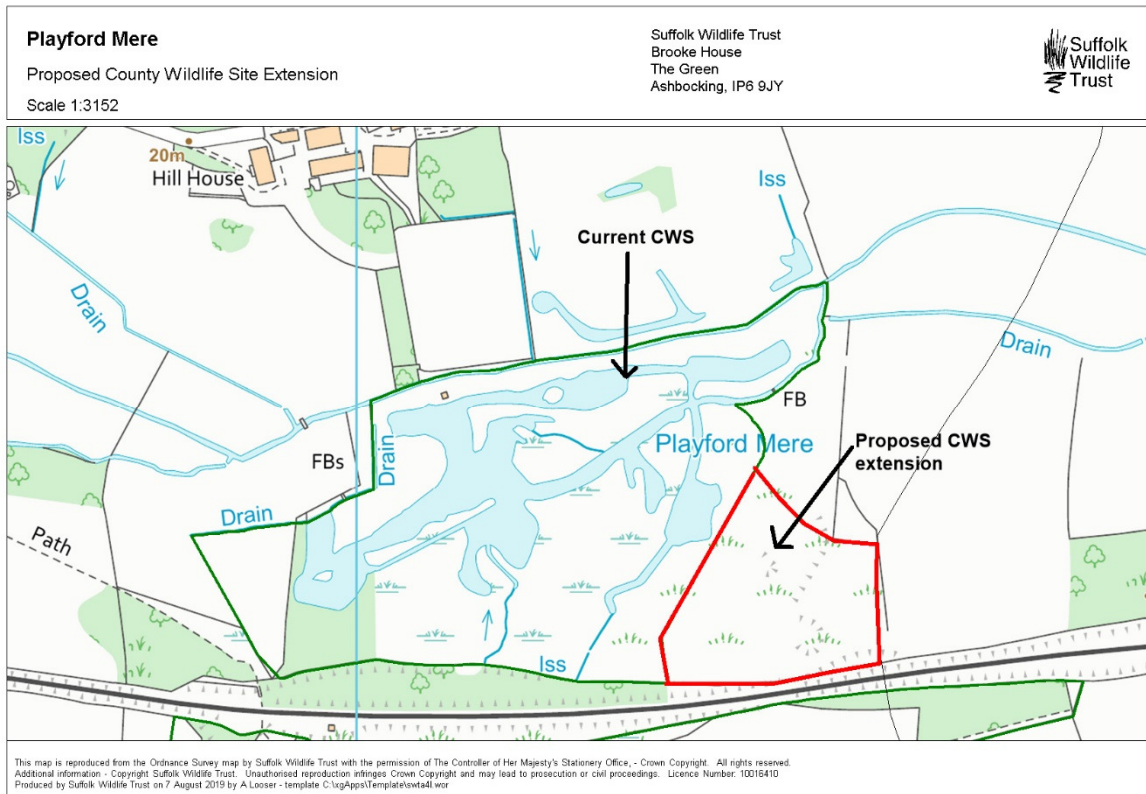 Playford Mere
Proposed County Wildlife Site Extension
Scale 1:3152
Suffolk Wildlife Trust
Brooke House
The Green
Ashbocking, IP6 9JY
Suffolk
Wildlife
Trust
Iss
20m
Hill House
Iss
Current CWS
Drain
Drain
FB
Playford Mere
Proposed CWS
extension
FBs
Drain
Drain
Path
Iss
This map is reproduced from the Ordnance Survey map by Suffolk Wildlife Trust with the permission of The Controller of Her Majesty's Stationery Office, - Crown Copyright. All rights reserved.
Additional information - Copyright Suffolk Wildlife Trust. Unauthorised reproduction infringes Crown Copyright and may lead to prosecution or civil proceedings. Licence Number: 10016410
Produced by Suffolk Wildlife Trust on 7 August 2019 by A Looser - template C:\xgApps\Template\swta4l.wor